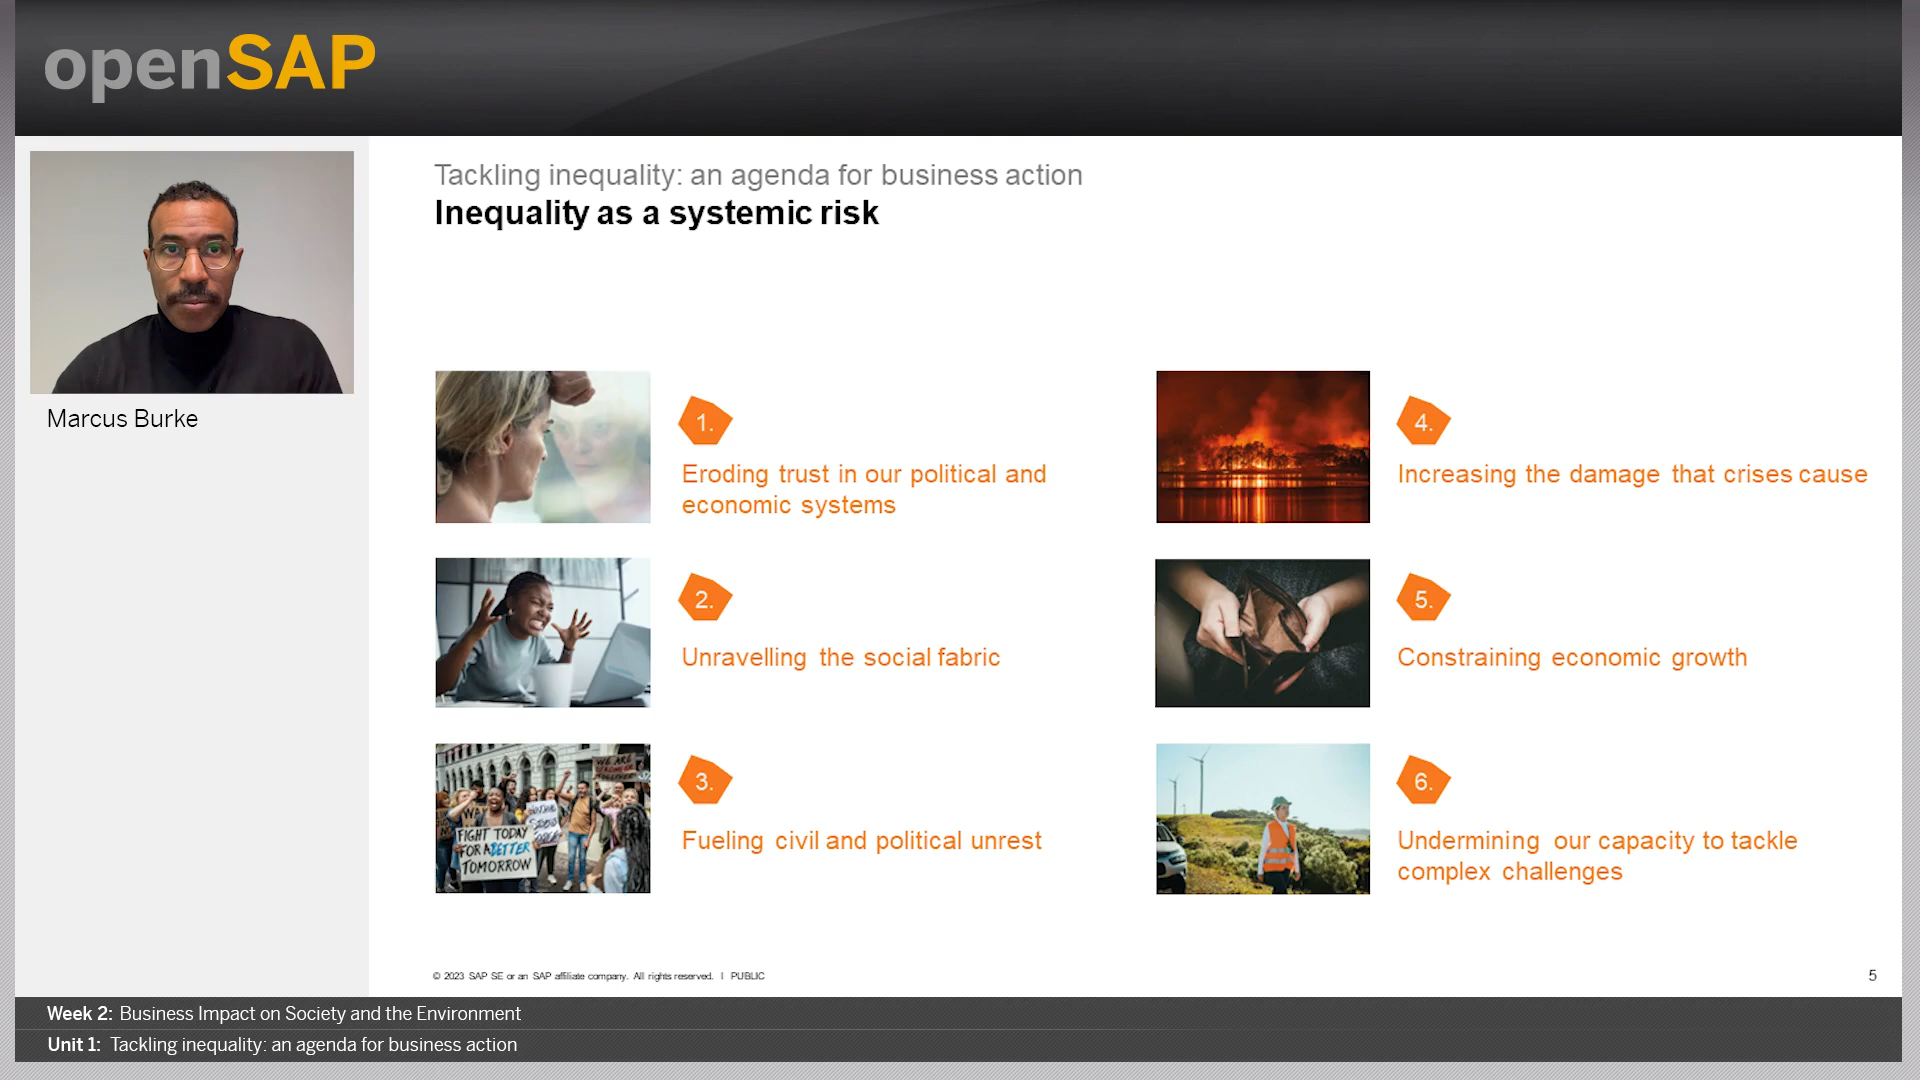 openSAP
Marcus Burke
Tackling inequality: an agenda for business action
Inequality as a systemic risk
1.
Eroding trust in our political and
economic systems
2.
Unravelling the social fabric
WE ARE
TOGETHER
FIGHT TODAY
FOR A BETTER
TOMORROW
3.
Fueling civil and political unrest
4.
Increasing the damage that crises cause
5.
Constraining economic growth
6.
Undermining our capacity to tackle
complex challenges
© 2023 SAP SE or an SAP affiliate company. All rights reserved. I PUBLIC
5
Week 2: Business Impact on Society and the Environment
Unit 1: Tackling inequality: an agenda for business action